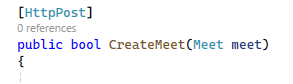 [HttpPost]
0 references
public bool CreateMeet(Meet meet)
{